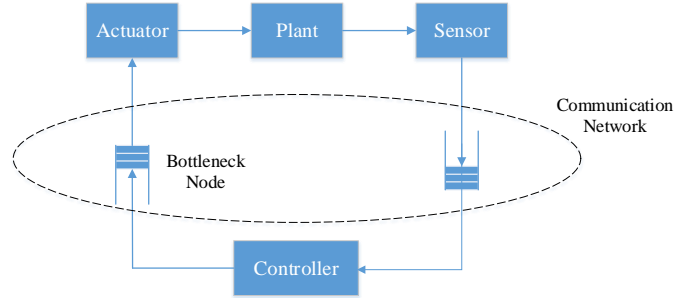 Actuator
Plant
Sensor
Communication
Network
Bottleneck
Node
Controller